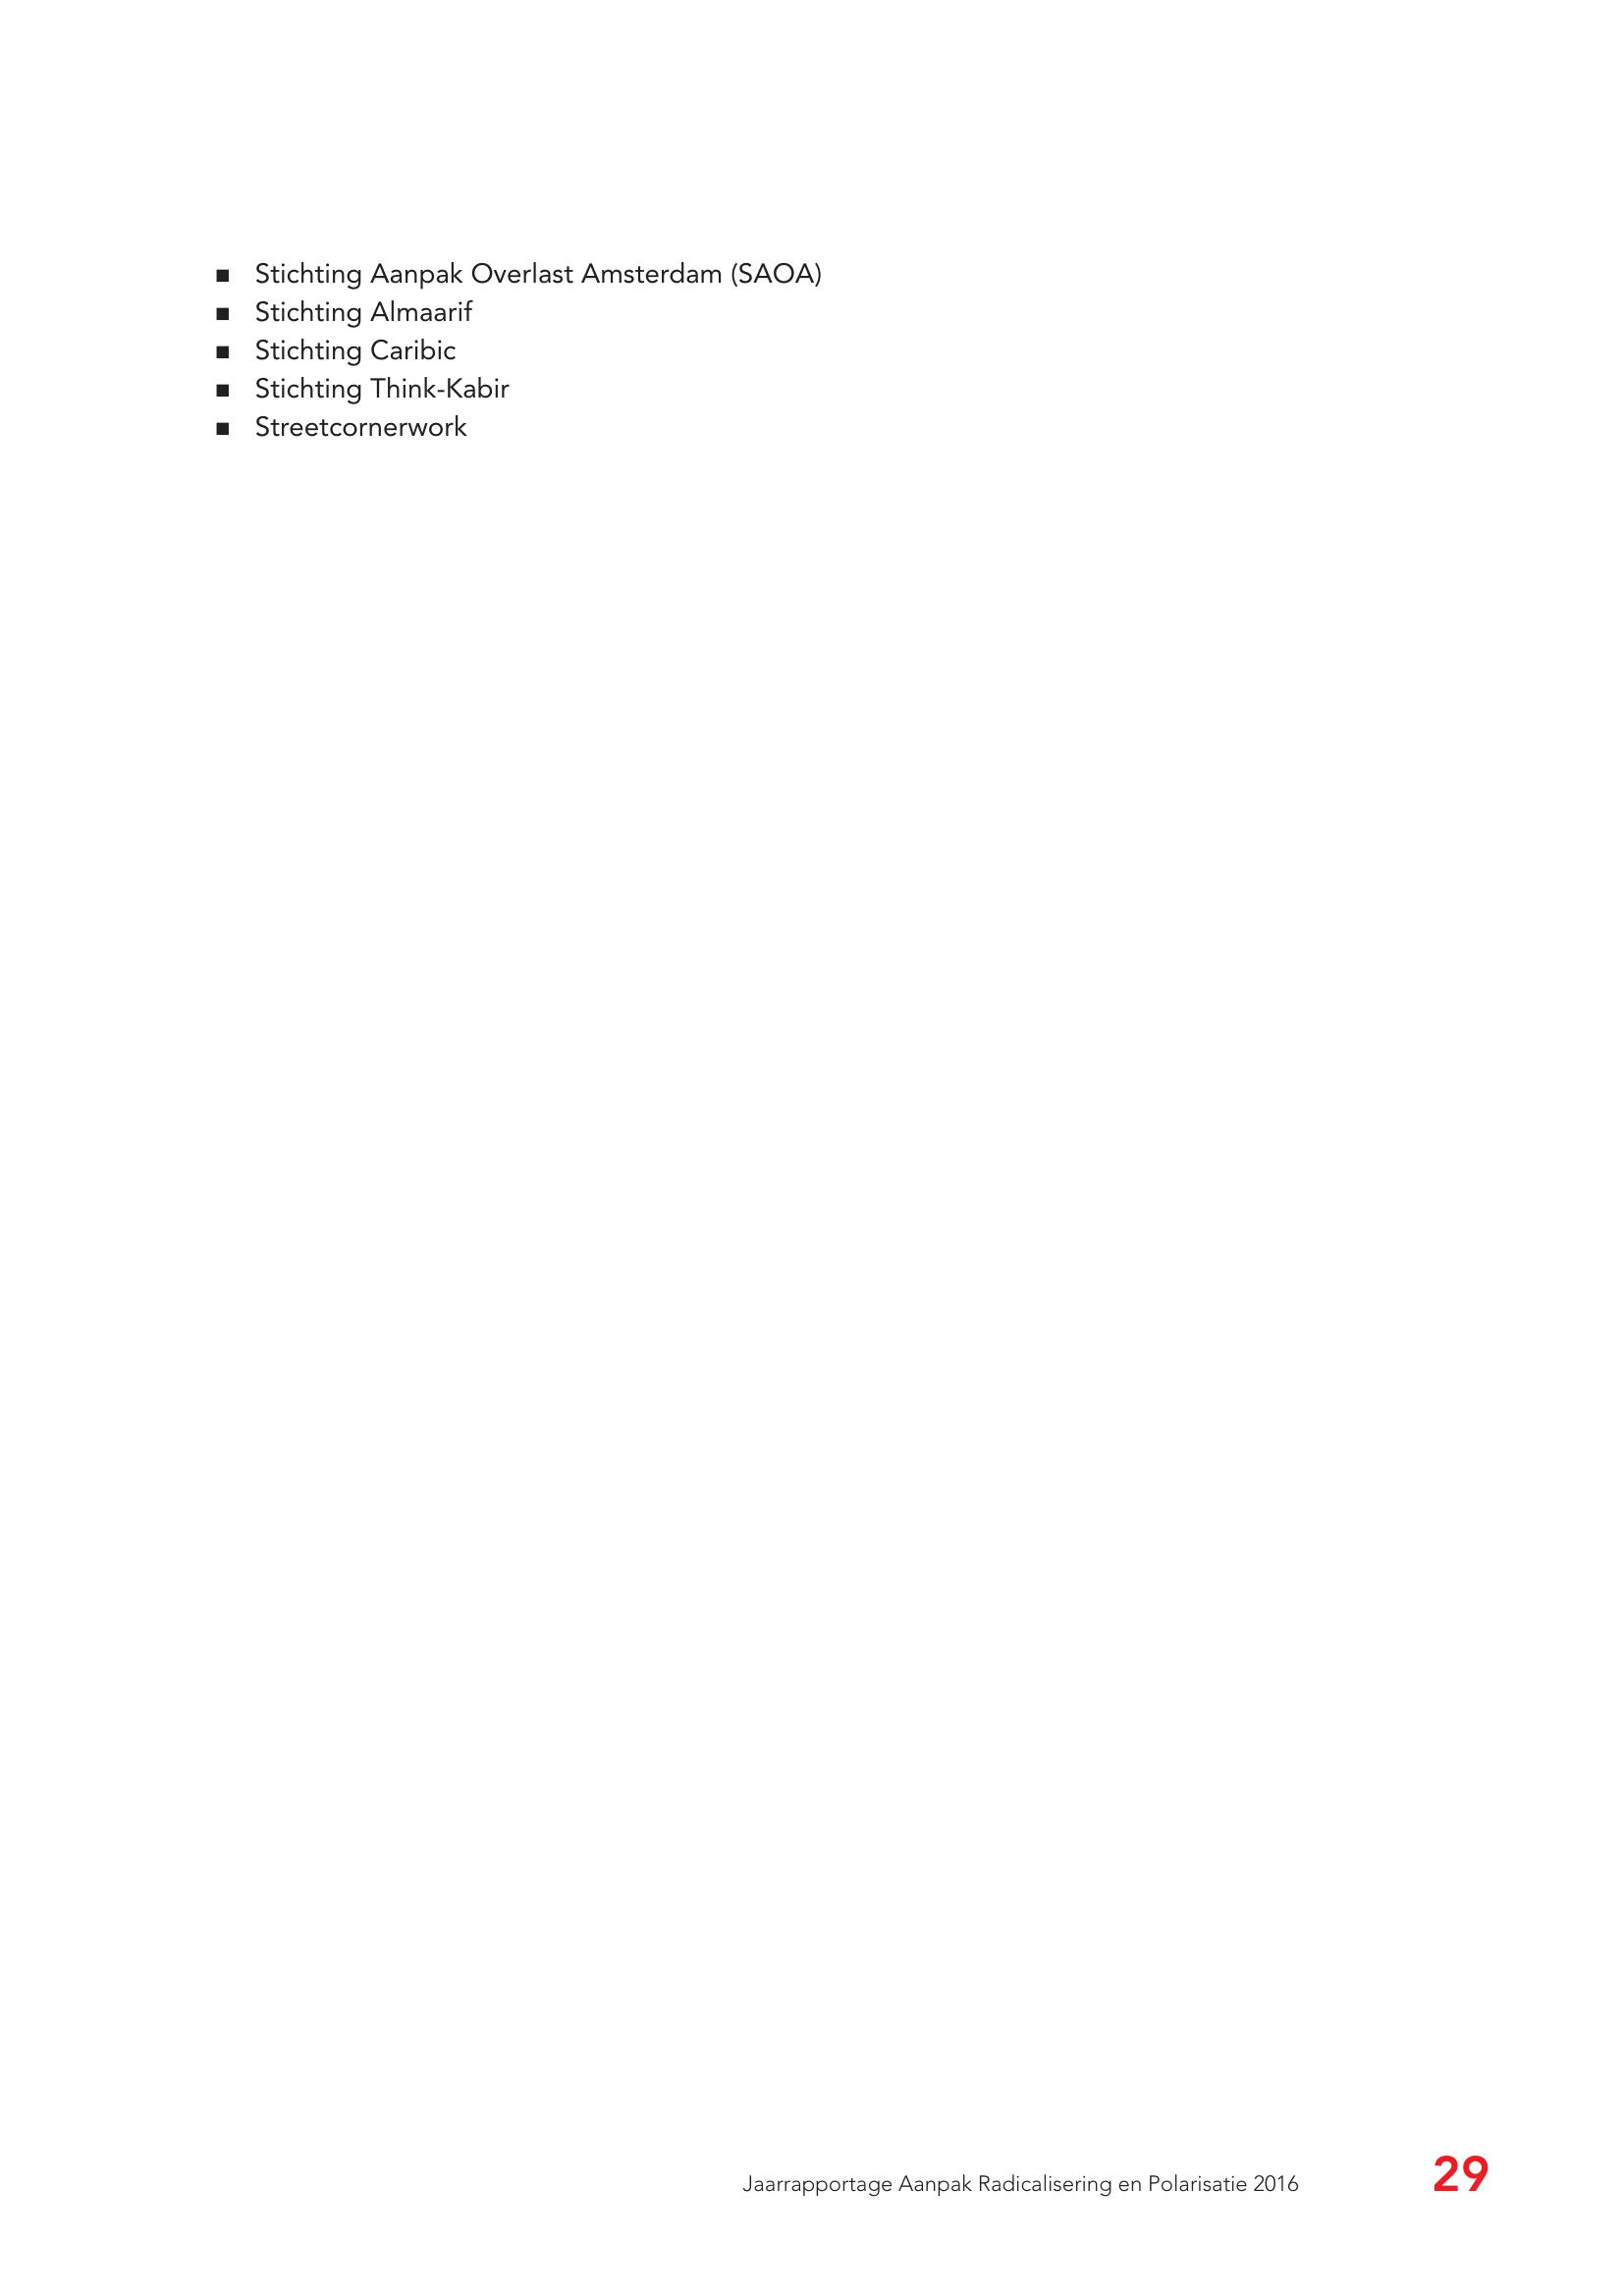 ■ Stichting Aanpak Overlast Amsterdam (SAOA)
■ Stichting Almaarif
■ Stichting Caribic
■ Stichting Think-Kabir
■ Streetcornerwork
Jaarrapportage Aanpak Radicalisering en Polarisatie 2016 29